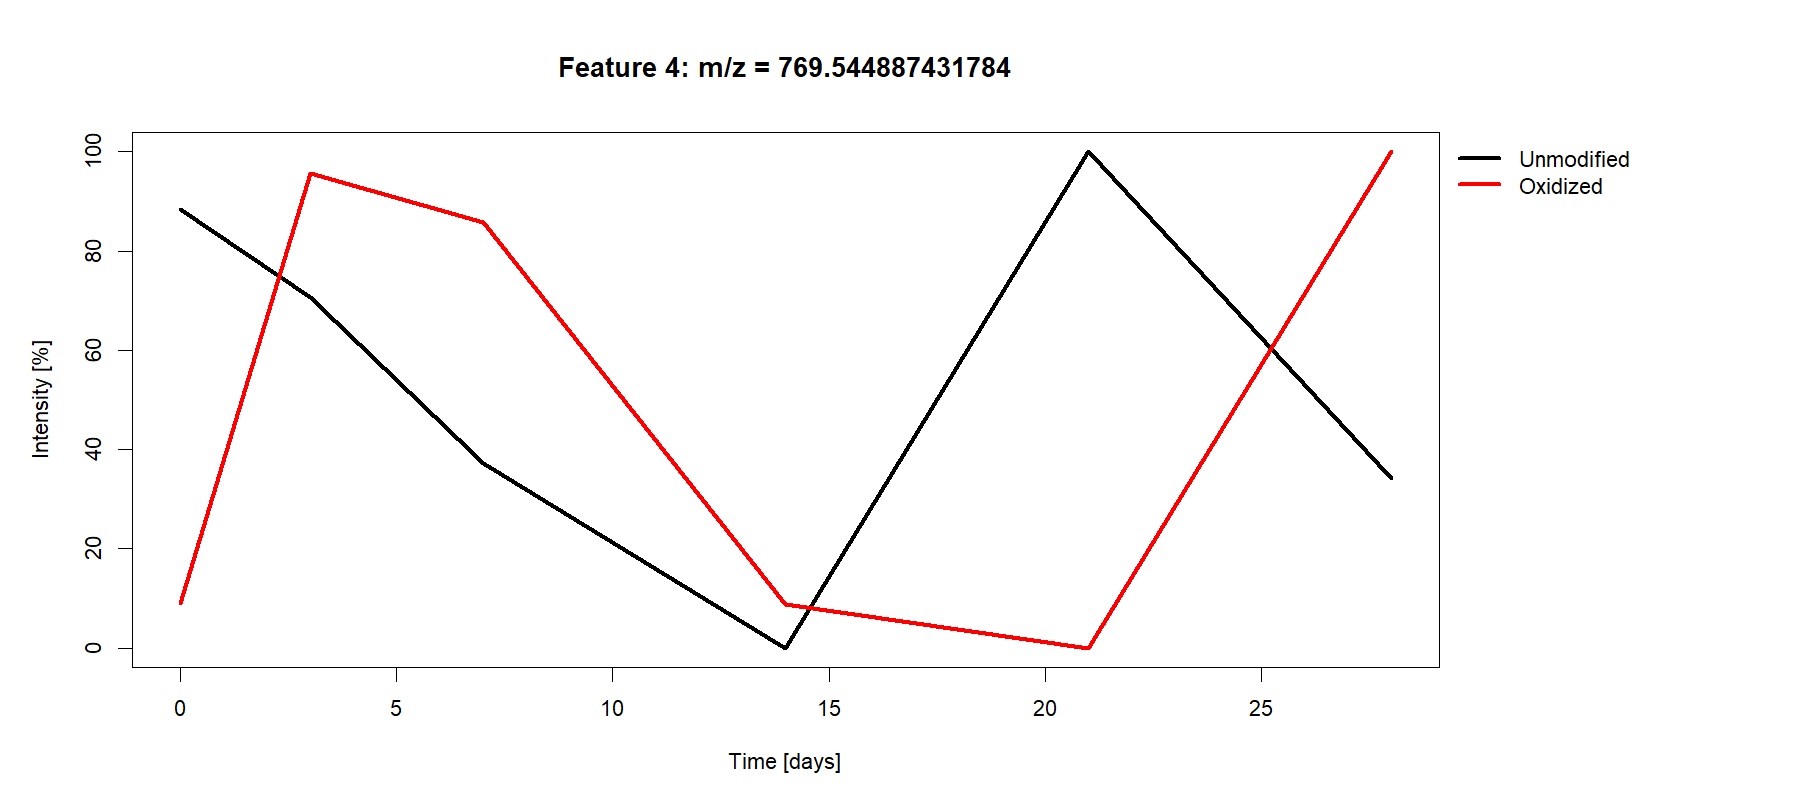 Feature 4: m/z = 769.544887431784
Unmodified
Oxidized
100
80
60
40
20
0
Intensity [%]
0 5 10 15 20 25
Time [days]